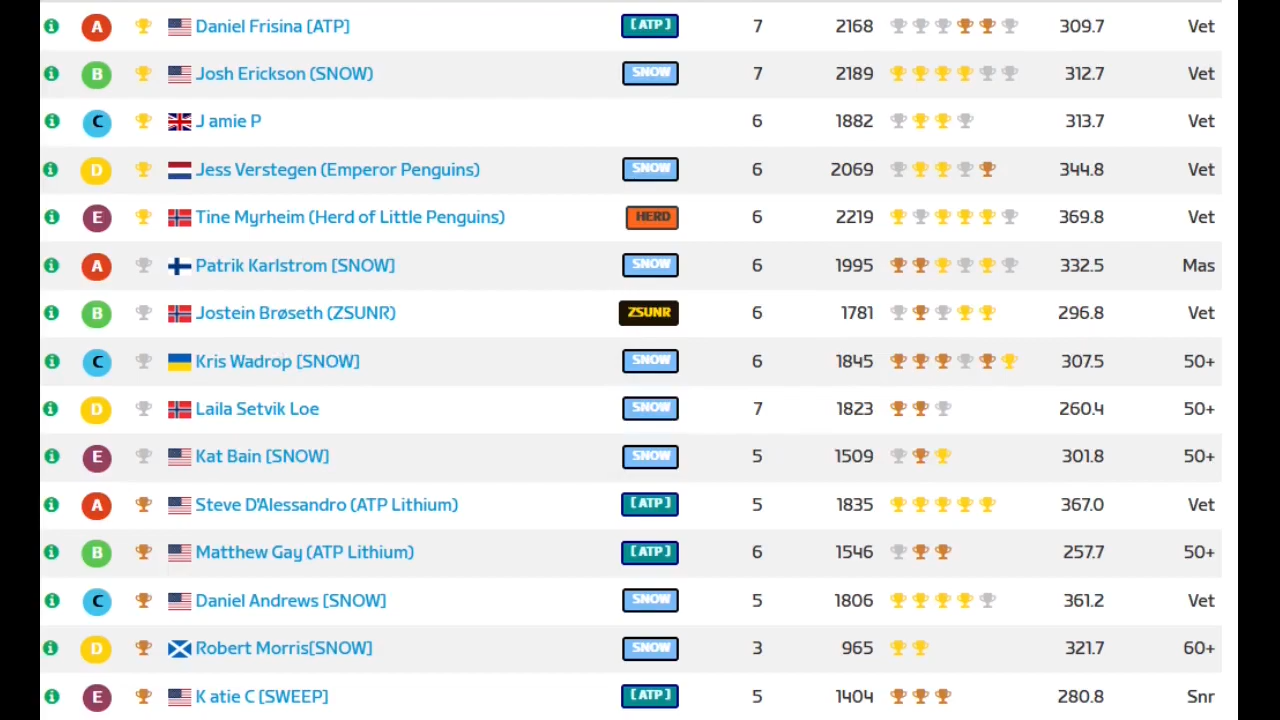 A Daniel Frisina [ATP] [ATP] 7 2168 309.7 Vet
B Josh Erickson (SNOW) SNOW 7 2189 312.7 Vet
C J amie P 6 1882 313.7 Vet
D Jess Verstegen (Emperor Penguins) SNOW 6 2069 344.8 Vet
E Tine Myrheim (Herd of Little Penguins) HERD 6 2219 369.8 Vet
A Patrik Karlstrom [SNOW] SNOW 6 1995 332.5 Mas
B Jostein Brøseth (ZSUNR) ZSUNR 6 1781 296.8 Vet
C Kris Wadrop [SNOW] SNOW 6 1845 307.5 50+
D Laila Setvik Loe SNOW 7 1823 260.4 50+
E Kat Bain [SNOW] SNOW 5 1509 301.8 50+
A Steve D'Alessandro (ATP Lithium) [ATP] 5 1835 367.0 Vet
B Matthew Gay (ATP Lithium) [ATP] 6 1546 257.7 50+
C Daniel Andrews [SNOW] SNOW 5 1806 361.2 Vet
D Robert Morris[SNOW] SNOW 3 965 321.7 60+
E K atie C [SWEEP] [ATP] 5 1404 280.8 Snr